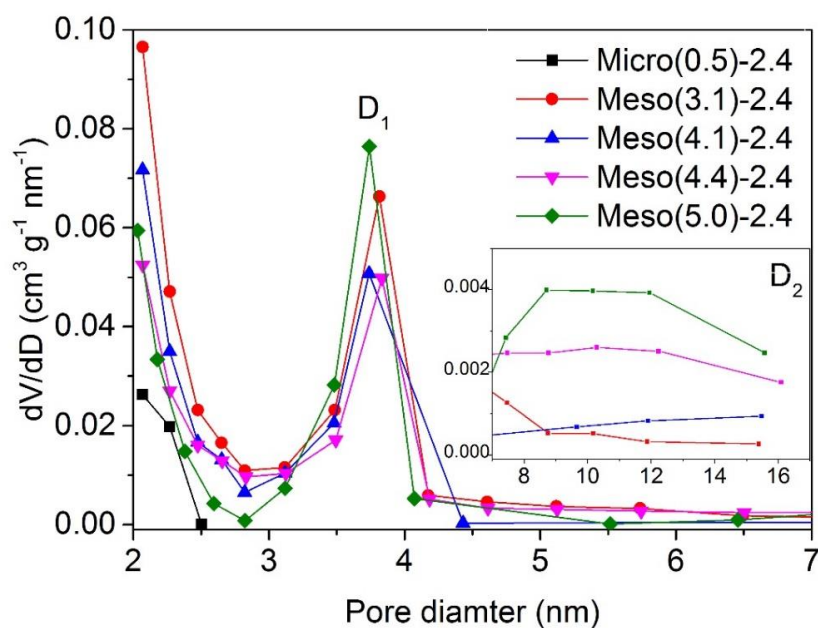 0.10
0.08
0.06
0.04
0.02
0.00
dV/dD (cm³ g⁻¹ nm⁻¹)
D₁
Micro(0.5)-2.4
Meso(3.1)-2.4
Meso(4.1)-2.4
Meso(4.4)-2.4
Meso(5.0)-2.4
D₂
0.004
0.002
0.000
8 10 12 14 16
2 3 4 5 6 7
Pore diamter (nm)